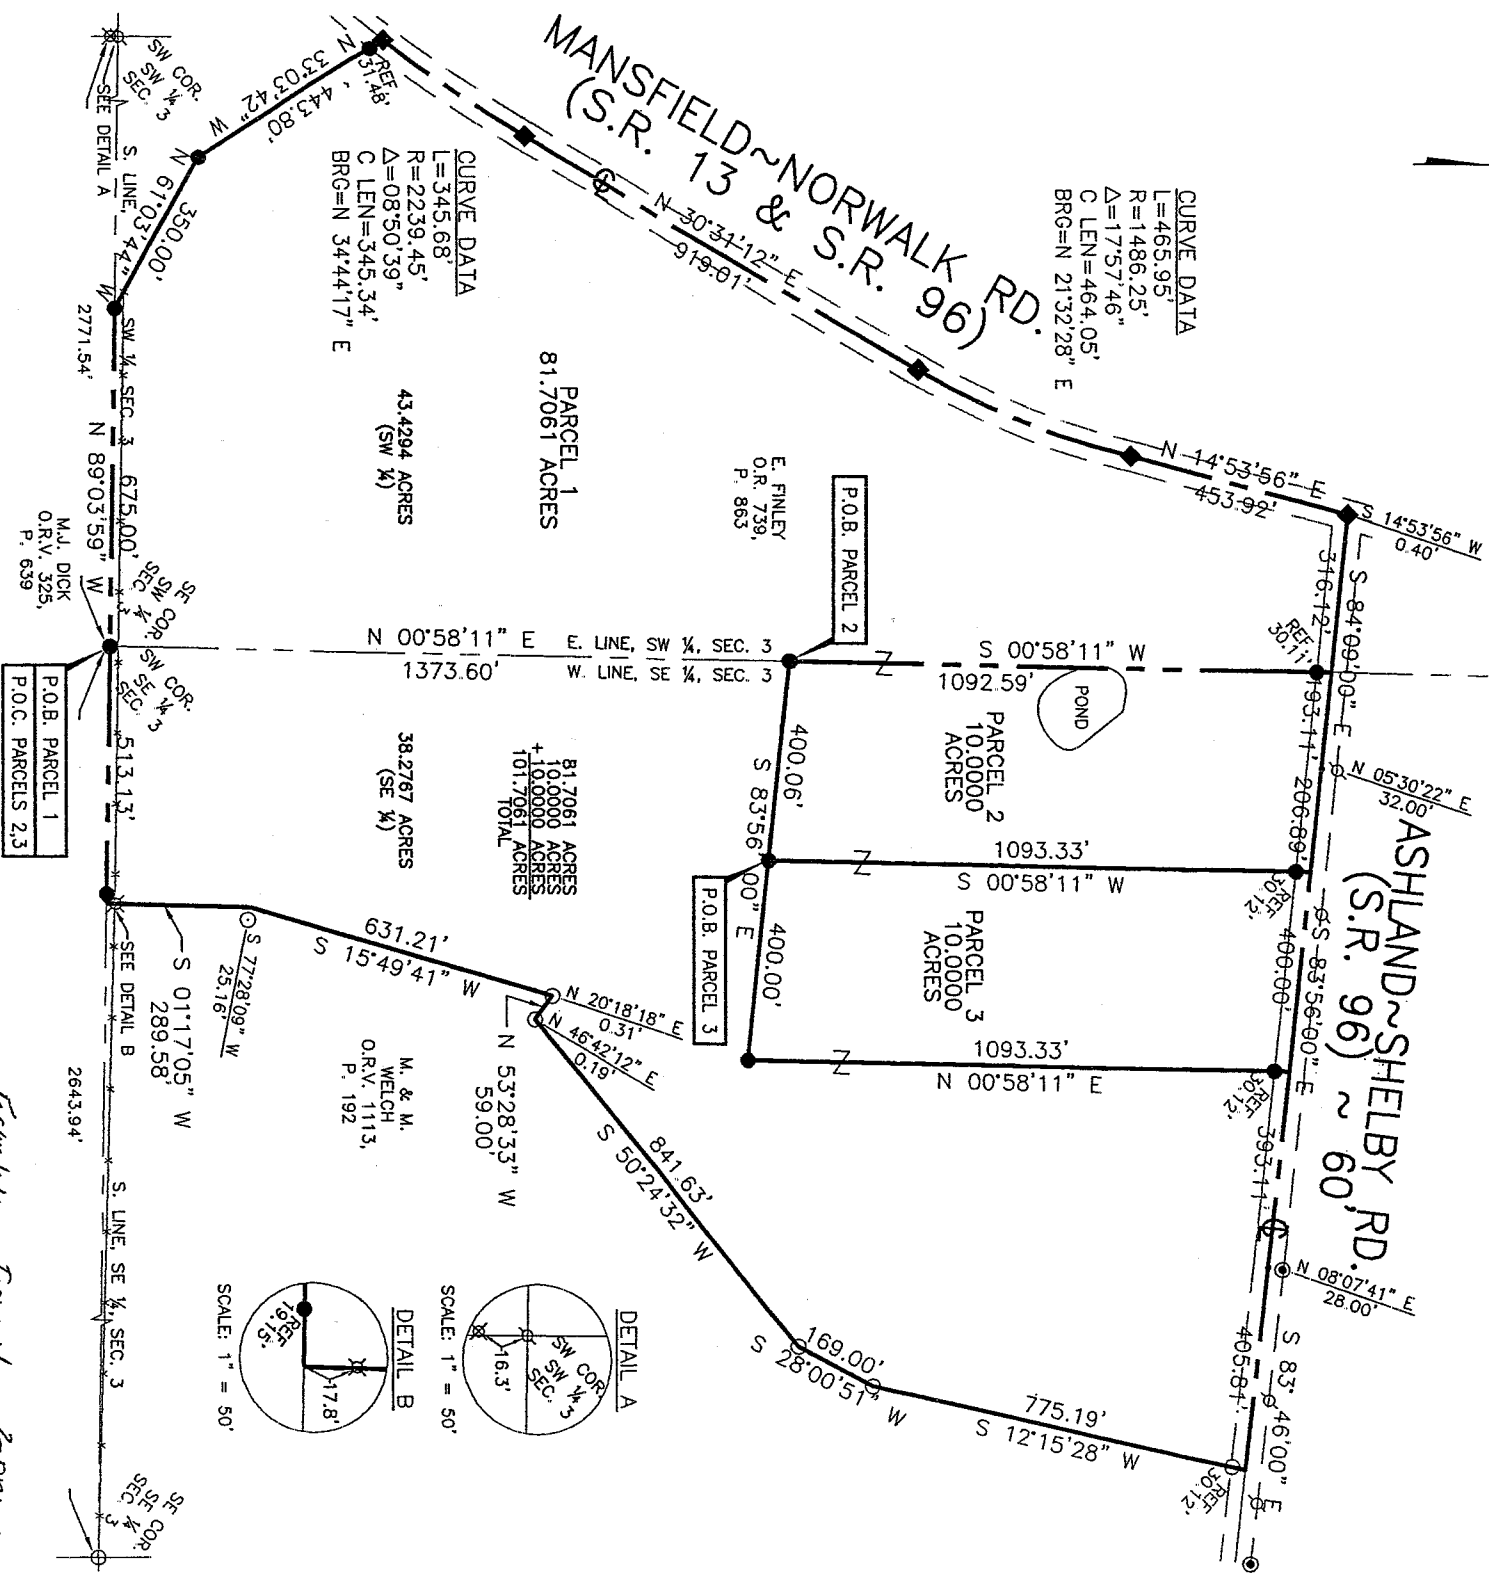 MANSFIELD~NORWALK RD.
(S.R. 13 & S.R. 96)
CURVE DATA
L=465.95'
R=1486.25'
Δ=17°57'46"
C LEN=464.05'
BRG=N 21°32'28" E
CURVE DATA
L=345.68'
R=2239.45'
Δ=08°50'39"
C LEN=345.34'
BRG=N 34°44'17" E
N 30°31'12" E
919.01'
N 14°53'56" E
453.92'
S 14°53'56" W
0.40'
S 84°09'00" E
316.12'
REF.
30.11'
193.11'
206.89'
N 05°30'22" E
32.00'
ASHLAND~SHELBY RD.
(S.R. 96) ~ 60'
S 83°56'00" E
REF.
30.12'
400.00'
REF.
30.12'
393.11'
N 08°07'41" E
28.00'
S 83°46'00" E
405.81'
REF.
30.12'
REF.
31.48'
N 33°03'42" W
443.80'
N 61°03'44" W
350.00'
SW COR.
SW ¼
SEC. 3
SEE DETAIL A
S. LINE, SW ¼, SEC. 3
2771.54'
675.00'
N 89°03'59" W
M.J. DICK
O.R.V. 325,
P. 639
SE COR.
SW ¼
SEC. 3
SW COR.
SE ¼
SEC. 3
P.O.B. PARCEL 1
P.O.C. PARCELS 2,3
513.13'
PARCEL 1
81.7061 ACRES
43.4294 ACRES
(SW ¼)
E. FINLEY
O.R. 739,
P. 863
P.O.B. PARCEL 2
N 00°58'11" E
1373.60'
E. LINE, SW ¼, SEC. 3
W. LINE, SE ¼, SEC. 3
S 00°58'11" W
1092.59'
POND
PARCEL 2
10.0000
ACRES
400.06'
S 83°56'00" E
1093.33'
S 00°58'11" W
P.O.B. PARCEL 3
PARCEL 3
10.0000
ACRES
400.00'
1093.33'
N 00°58'11" E
81.7061 ACRES
10.0000 ACRES
+ 10.0000 ACRES
101.7061 ACRES
TOTAL
38.2767 ACRES
(SE ¼)
SEE DETAIL B
S 01°17'05" W
289.58'
S 77°28'09" W
25.16'
631.21'
S 15°49'41" W
N 20°18'18" E
0.31'
N 46°42'12" E
0.19'
N 53°28'33" W
59.00'
M. & M.
WELCH
O.R.V. 1113,
P. 192
841.63'
S 50°24'32" W
169.00'
S 28°00'51" W
775.19'
S 12°15'28" W
DETAIL A
SW COR.
SW ¼
SEC. 3
16.3'
SCALE: 1" = 50'
DETAIL B
REF.
19.15'
17.8'
SCALE: 1" = 50'
2643.94'
S. LINE, SE ¼, SEC. 3
SE COR.
SE ¼
SEC. 3